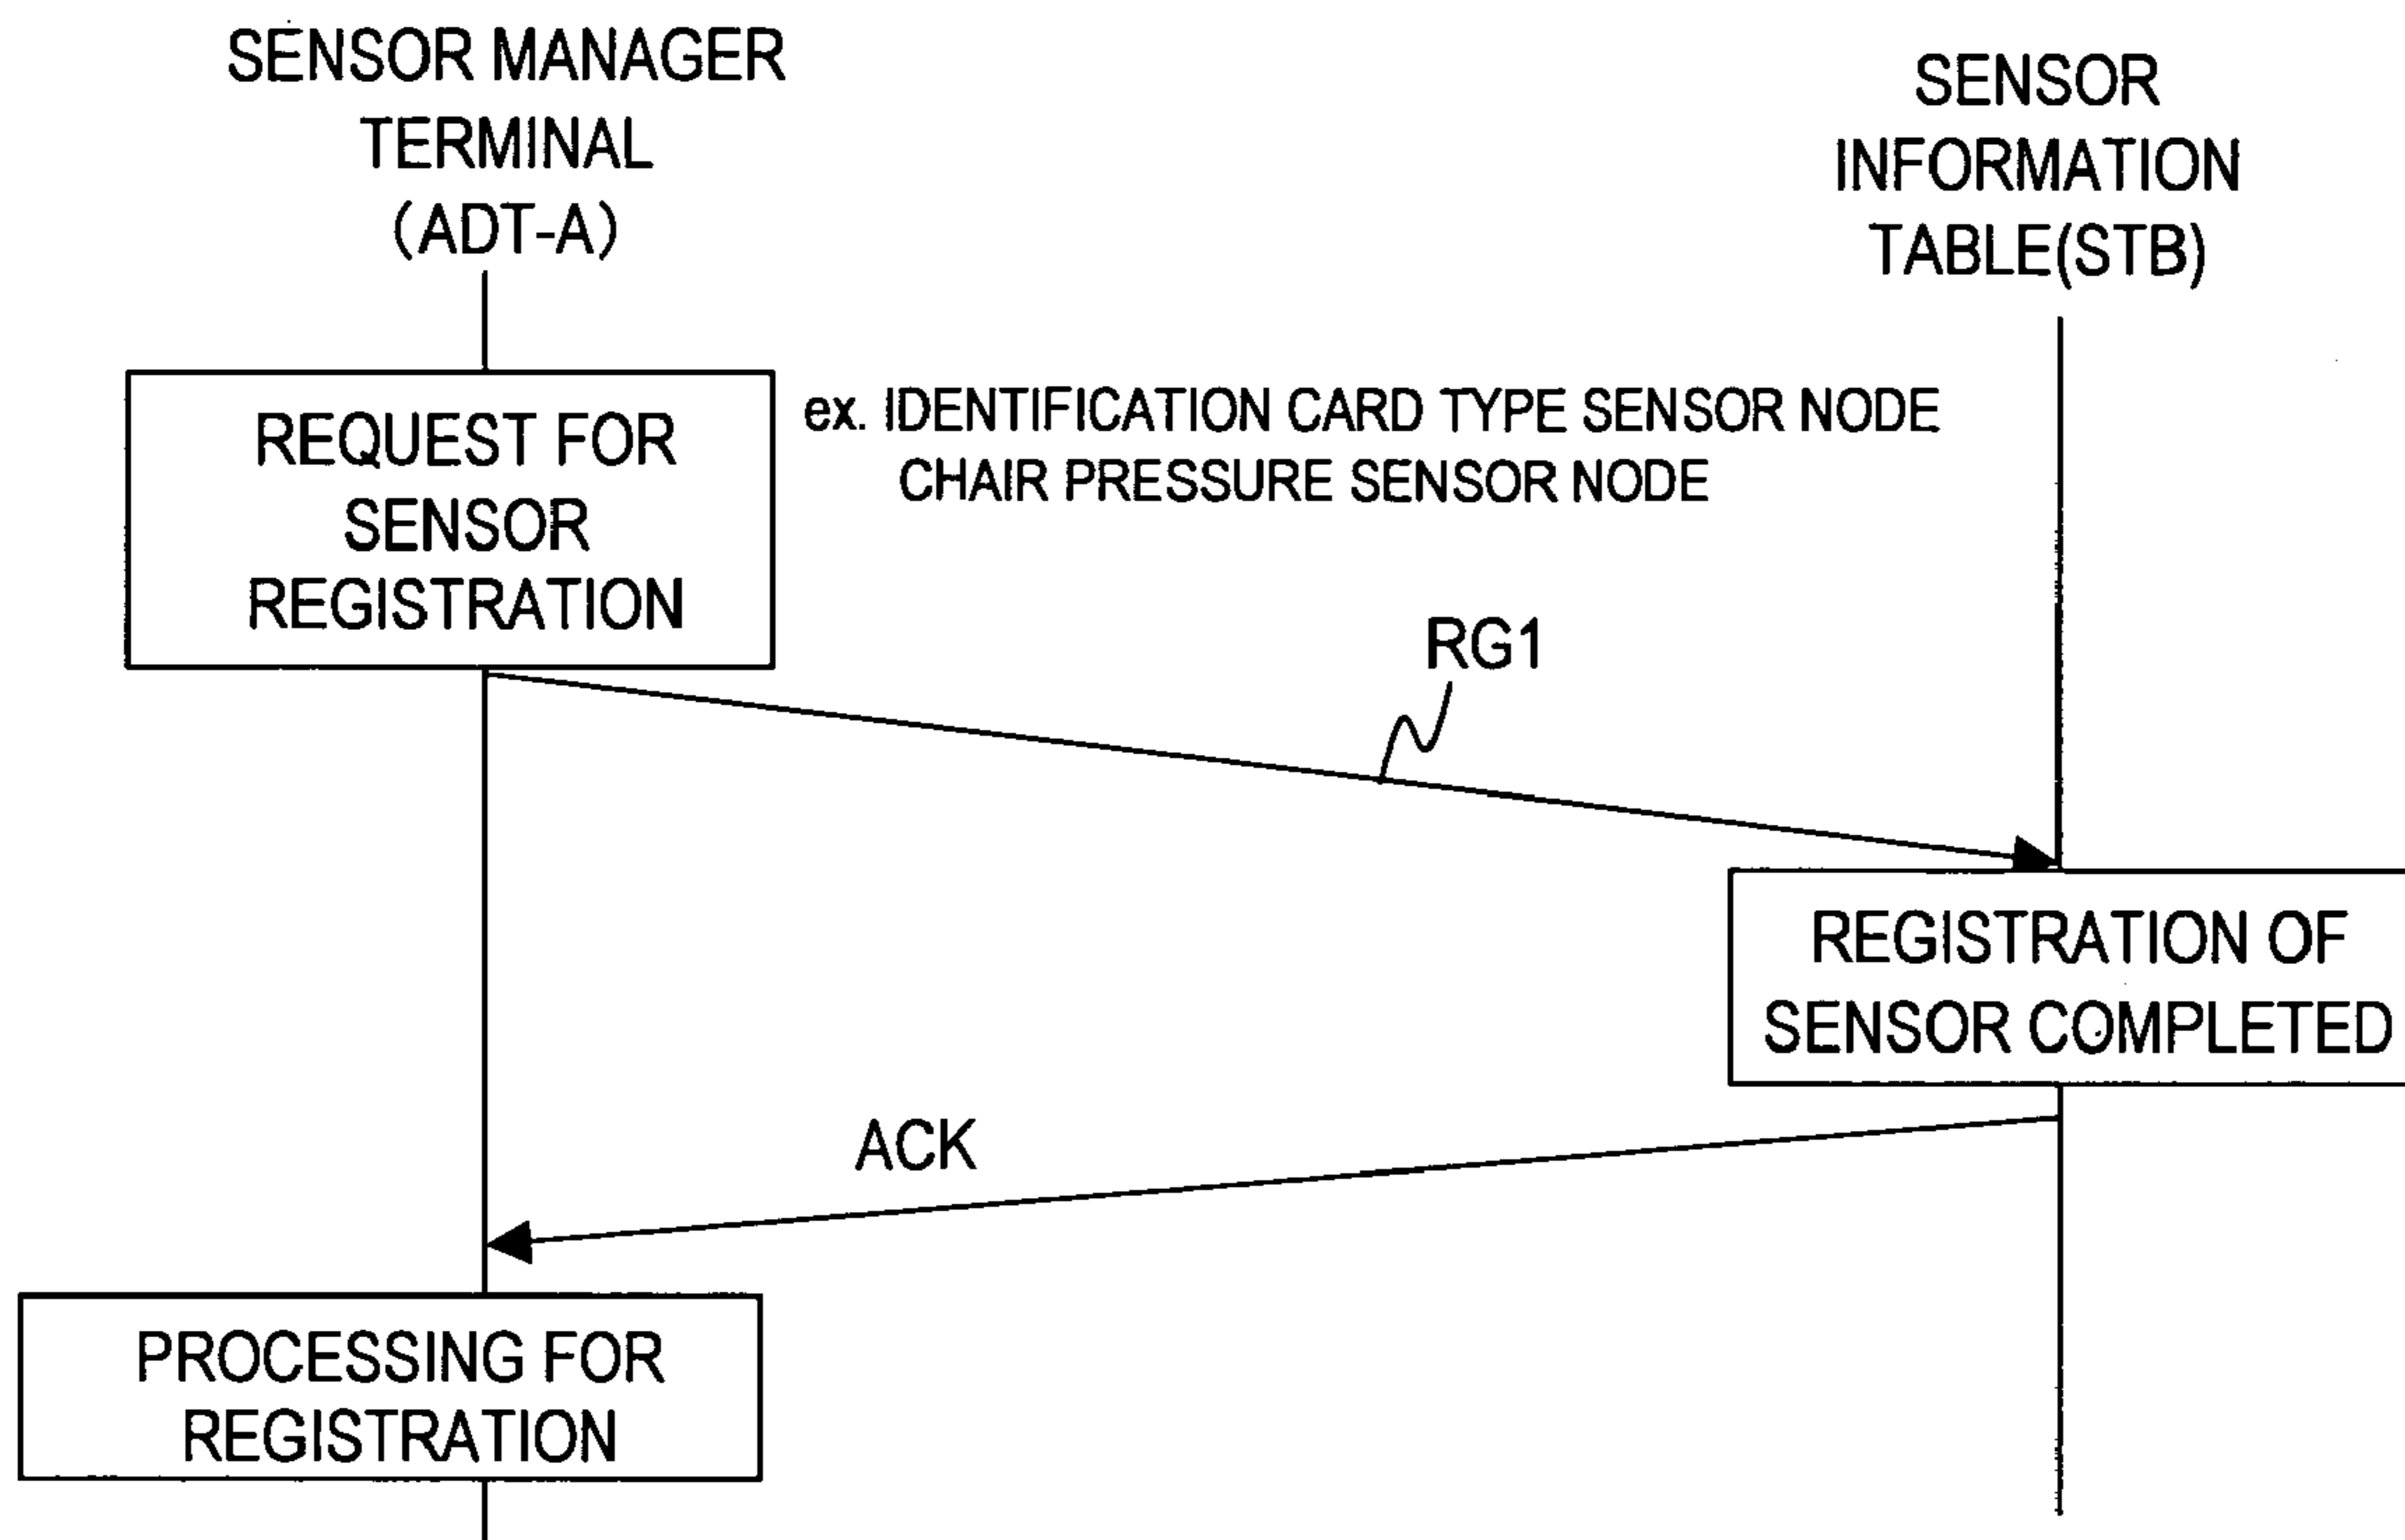 SENSOR MANAGER
TERMINAL
(ADT-A)
SENSOR
INFORMATION
TABLE(STB)
REQUEST FOR
SENSOR
REGISTRATION
ex. IDENTIFICATION CARD TYPE SENSOR NODE
CHAIR PRESSURE SENSOR NODE
RG1
REGISTRATION OF
SENSOR COMPLETED
ACK
PROCESSING FOR
REGISTRATION